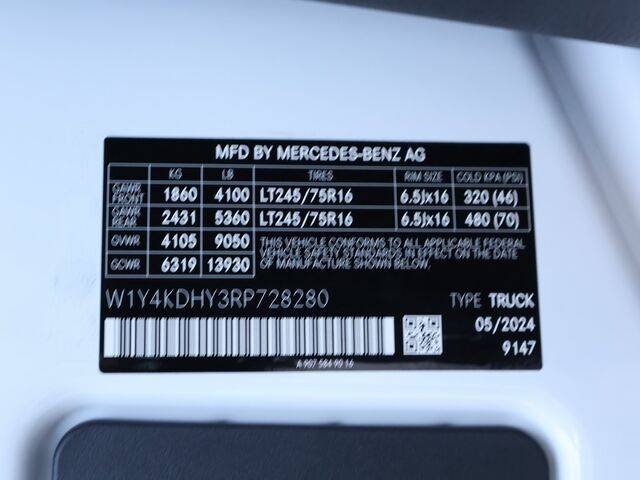 MFD BY MERCEDES-BENZ AG
KG LB TIRES RIM SIZE COLD KPA (PSI)
GAWR FRONT 1860 4100 LT245/75R16 6.5Jx16 320 (46)
GAWR REAR 2431 5360 LT245/75R16 6.5Jx16 480 (70)
GVWR 4105 9050
GCWR 6319 13930
THIS VEHICLE CONFORMS TO ALL APPLICABLE FEDERAL MOTOR
VEHICLE SAFETY STANDARDS IN EFFECT ON THE DATE OF
MANUFACTURE SHOWN ABOVE.
W1Y4KDHY3RP728280 TYPE TRUCK
05/2024
9147
A 907 584 90 16